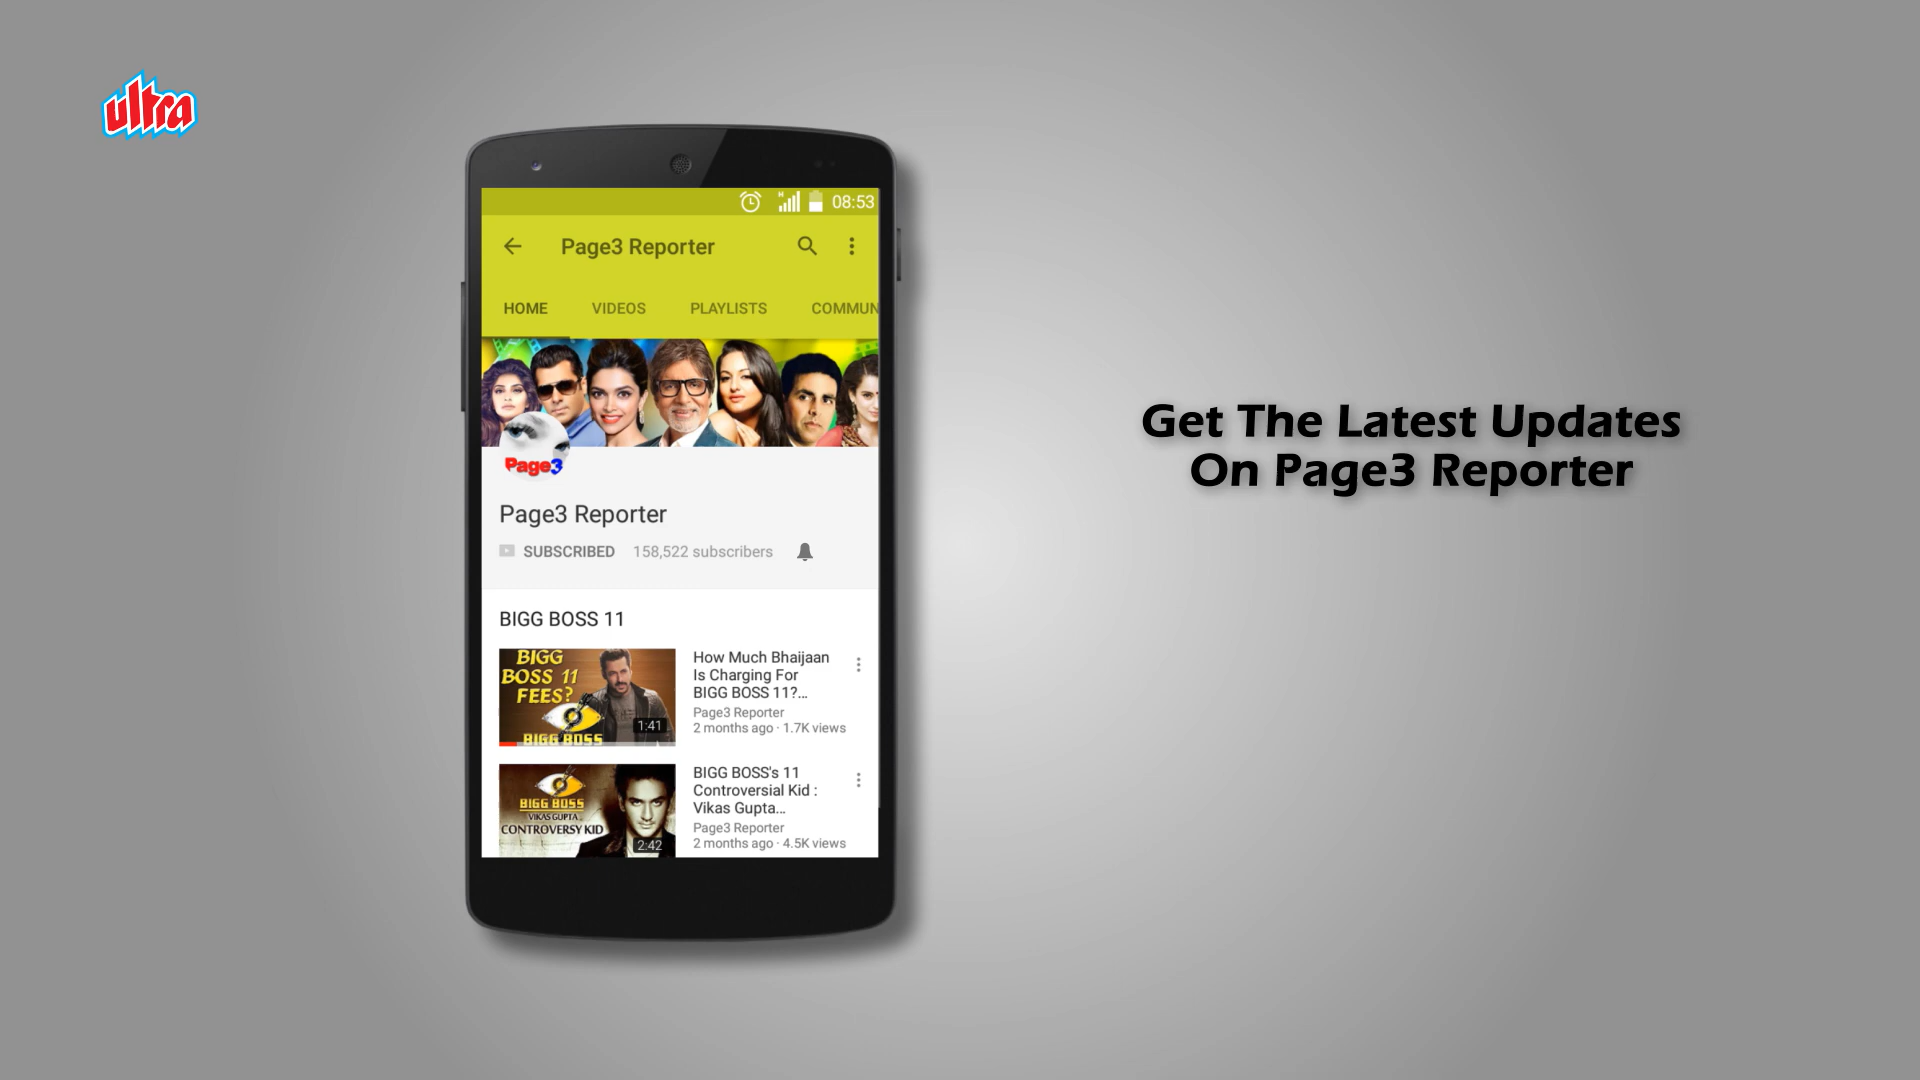 ultra
08:53
Page3 Reporter
HOME VIDEOS PLAYLISTS COMMUN
Page3
Page3 Reporter
SUBSCRIBED 158,522 subscribers
BIGG BOSS 11
BIGG
BOSS 11
FEES?
1:41
BIGG BOSS
How Much Bhaijaan
Is Charging For
BIGG BOSS 11?...
Page3 Reporter
2 months ago · 1.7K views
BIGG BOSS
VIKAS GUPTA
CONTROVERSY KID
2:42
BIGG BOSS's 11
Controversial Kid :
Vikas Gupta...
Page3 Reporter
2 months ago · 4.5K views
Get The Latest Updates
On Page3 Reporter